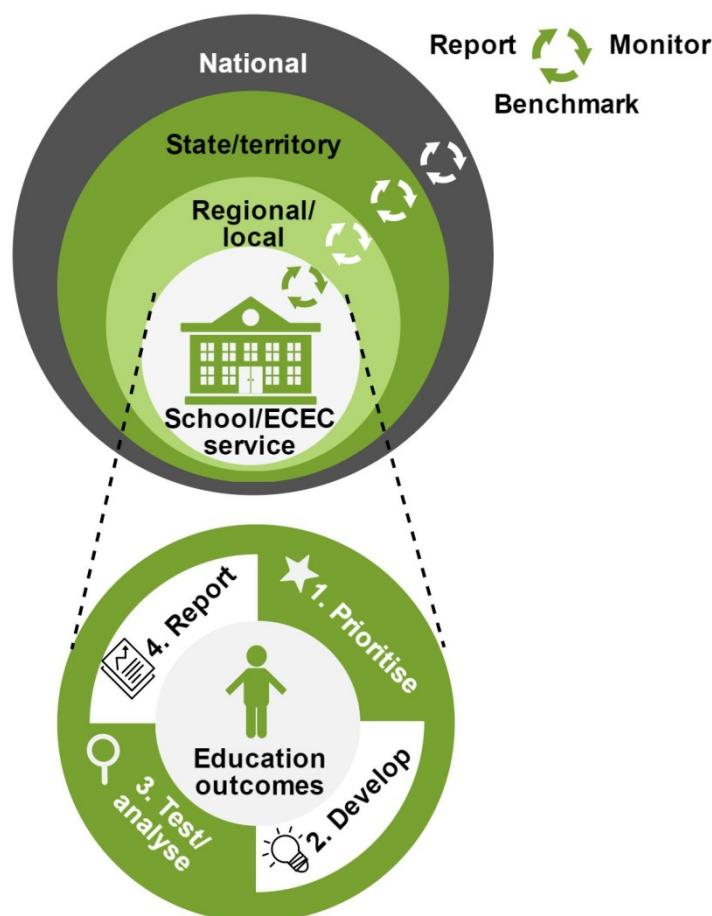 Report Monitor
Benchmark
National
State/territory
Regional/
local
School/ECEC
service
1. Prioritise
2. Develop
3. Test/
analyse
4. Report
Education
outcomes